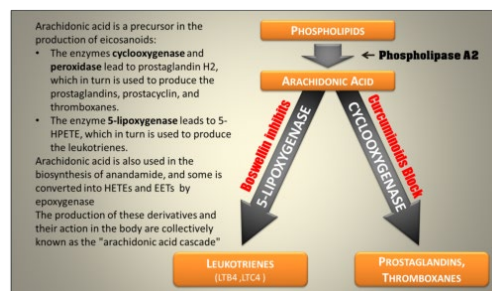 Arachidonic acid is a precursor in the
production of eicosanoids:
• The enzymes cyclooxygenase and
peroxidase lead to prostaglandin H2,
which in turn is used to produce the
prostaglandins, prostacyclin, and
thromboxanes.
• The enzyme 5-lipoxygenase leads to 5-
HPETE, which in turn is used to produce
the leukotrienes.
Arachidonic acid is also used in the
biosynthesis of anandamide, and some is
converted into HETEs and EETs by
epoxygenase
The production of these derivatives and
their action in the body are collectively
known as the "arachidonic acid cascade"
PHOSPHOLIPIDS
← Phospholipase A2
ARACHIDONIC ACID
Boswellin inhibits
5-LIPOXYGENASE
CYCLOOXYGENASE
Curcuminoids Block
LEUKOTRIENES
(LTB4 ,LTC4 )
PROSTAGLANDINS,
THROMBOXANES